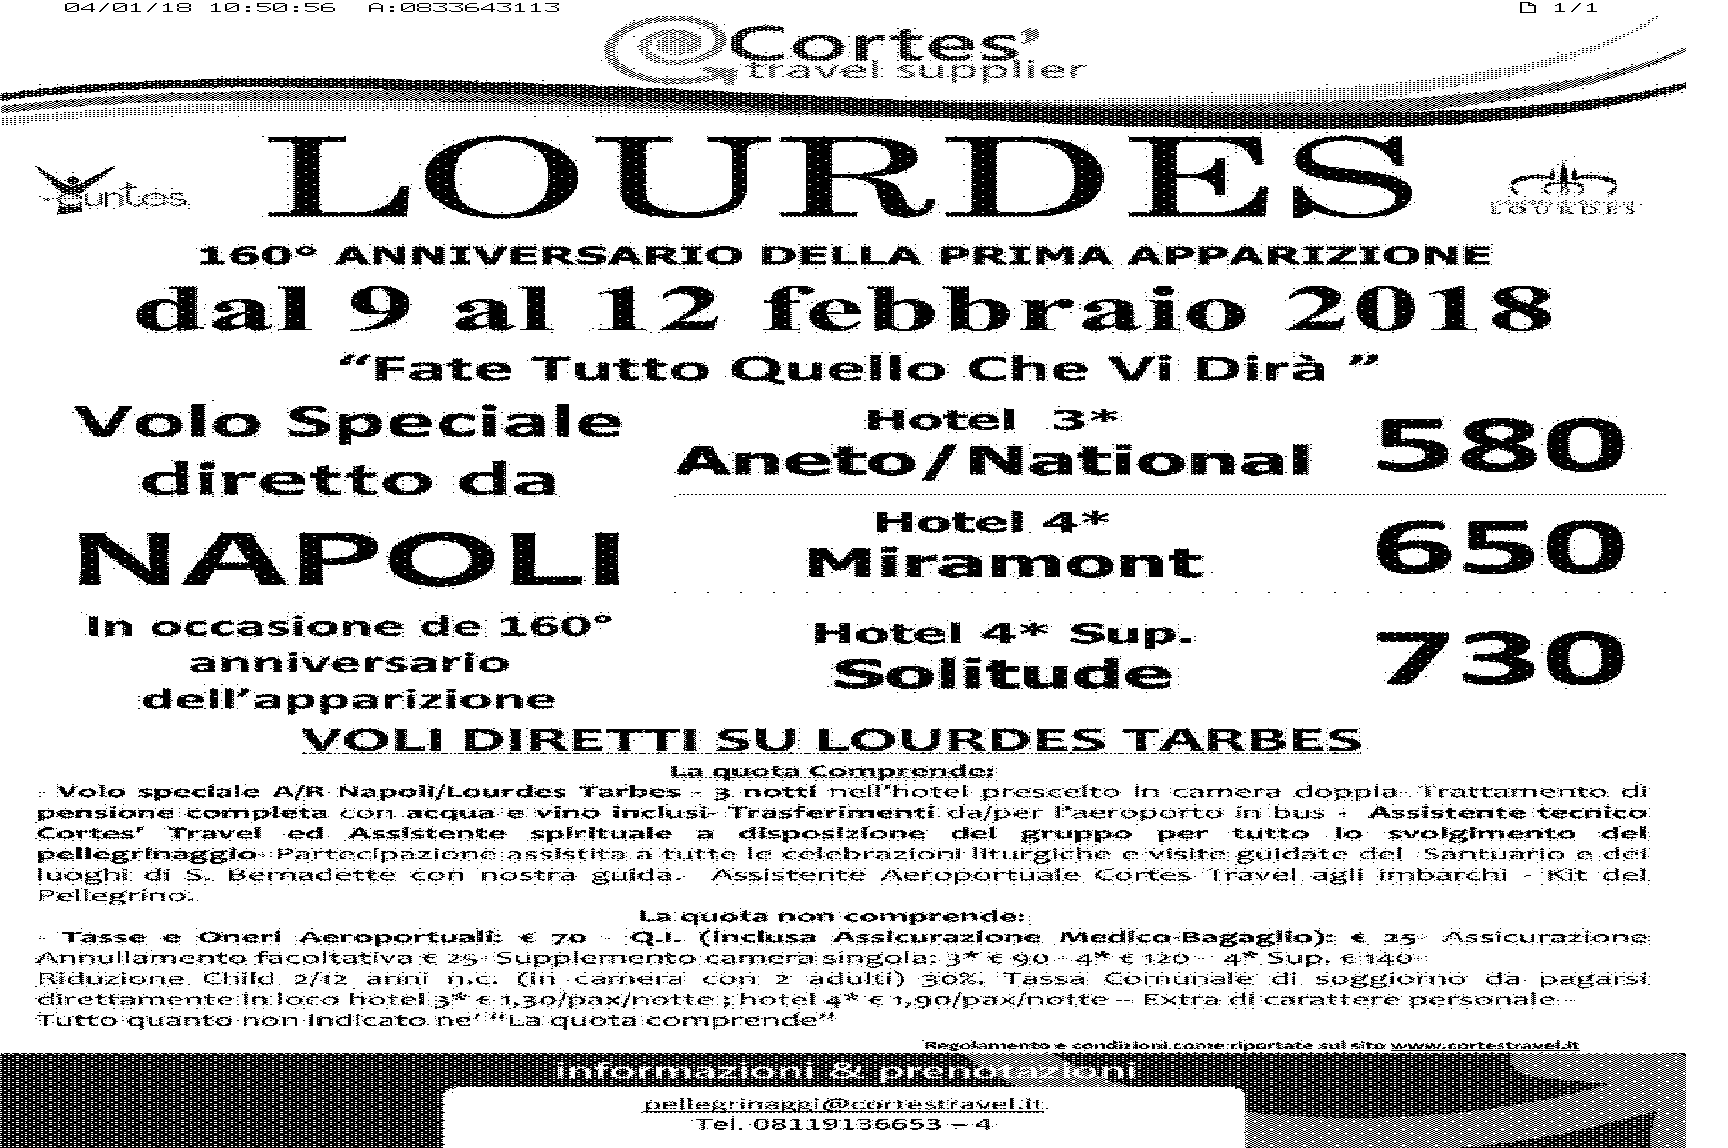 04/01/18 10:50:56 A:0833643113 1/1
Cortes'
travel supplier
LOURDES
Juntos
LOURDES
160° ANNIVERSARIO DELLA PRIMA APPARIZIONE
dal 9 al 12 febbraio 2018
“Fate Tutto Quello Che Vi Dirà ”
Volo Speciale
diretto da
NAPOLI
In occasione de 160°
anniversario
dell’apparizione
Hotel 3*
Aneto/National 580
Hotel 4*
Miramont 650
Hotel 4* Sup.
Solitude 730
VOLI DIRETTI SU LOURDES TARBES
La quota Comprende:
- Volo speciale A/R Napoli/Lourdes Tarbes - 3 notti nell’hotel prescelto in camera doppia- Trattamento di
pensione completa con acqua e vino inclusi- Trasferimenti da/per l’aeroporto in bus - Assistente tecnico
Cortes’ Travel ed Assistente spirituale a disposizione del gruppo per tutto lo svolgimento del
pellegrinaggio- Partecipazione assistita a tutte le celebrazioni liturgiche e visite guidate del Santuario e dei
luoghi di S. Bernadette con nostra guida. Assistente Aeroportuale Cortes Travel agli imbarchi - Kit del
Pellegrino.
La quota non comprende:
- Tasse e Oneri Aeroportuali: € 70 - Q.I. (inclusa Assicurazione Medico-Bagaglio): € 25- Assicurazione
Annullamento facoltativa € 25- Supplemento camera singola: 3* € 90 - 4* € 120 - 4* Sup. € 140 -
Riduzione Child 2/12 anni n.c. (in camera con 2 adulti) 30%. Tassa Comunale di soggiorno da pagarsi
direttamente in loco hotel 3* € 1,30/pax/notte ; hotel 4* € 1,90/pax/notte – Extra di carattere personale –
Tutto quanto non indicato ne’ “La quota comprende”
Regolamento e condizioni come riportate sul sito www.cortestravel.it
informazioni & prenotazioni
pellegrinaggi@cortestravel.it
Tel. 08119136653 – 4